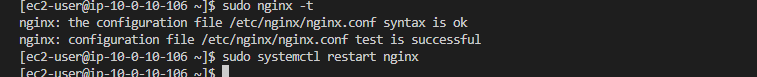 [ec2-user@ip-10-0-10-106 ~]$ sudo nginx -t
nginx: the configuration file /etc/nginx/nginx.conf syntax is ok
nginx: configuration file /etc/nginx/nginx.conf test is successful
[ec2-user@ip-10-0-10-106 ~]$ sudo systemctl restart nginx
[ec2-user@ip-10-0-10-106 ~]$